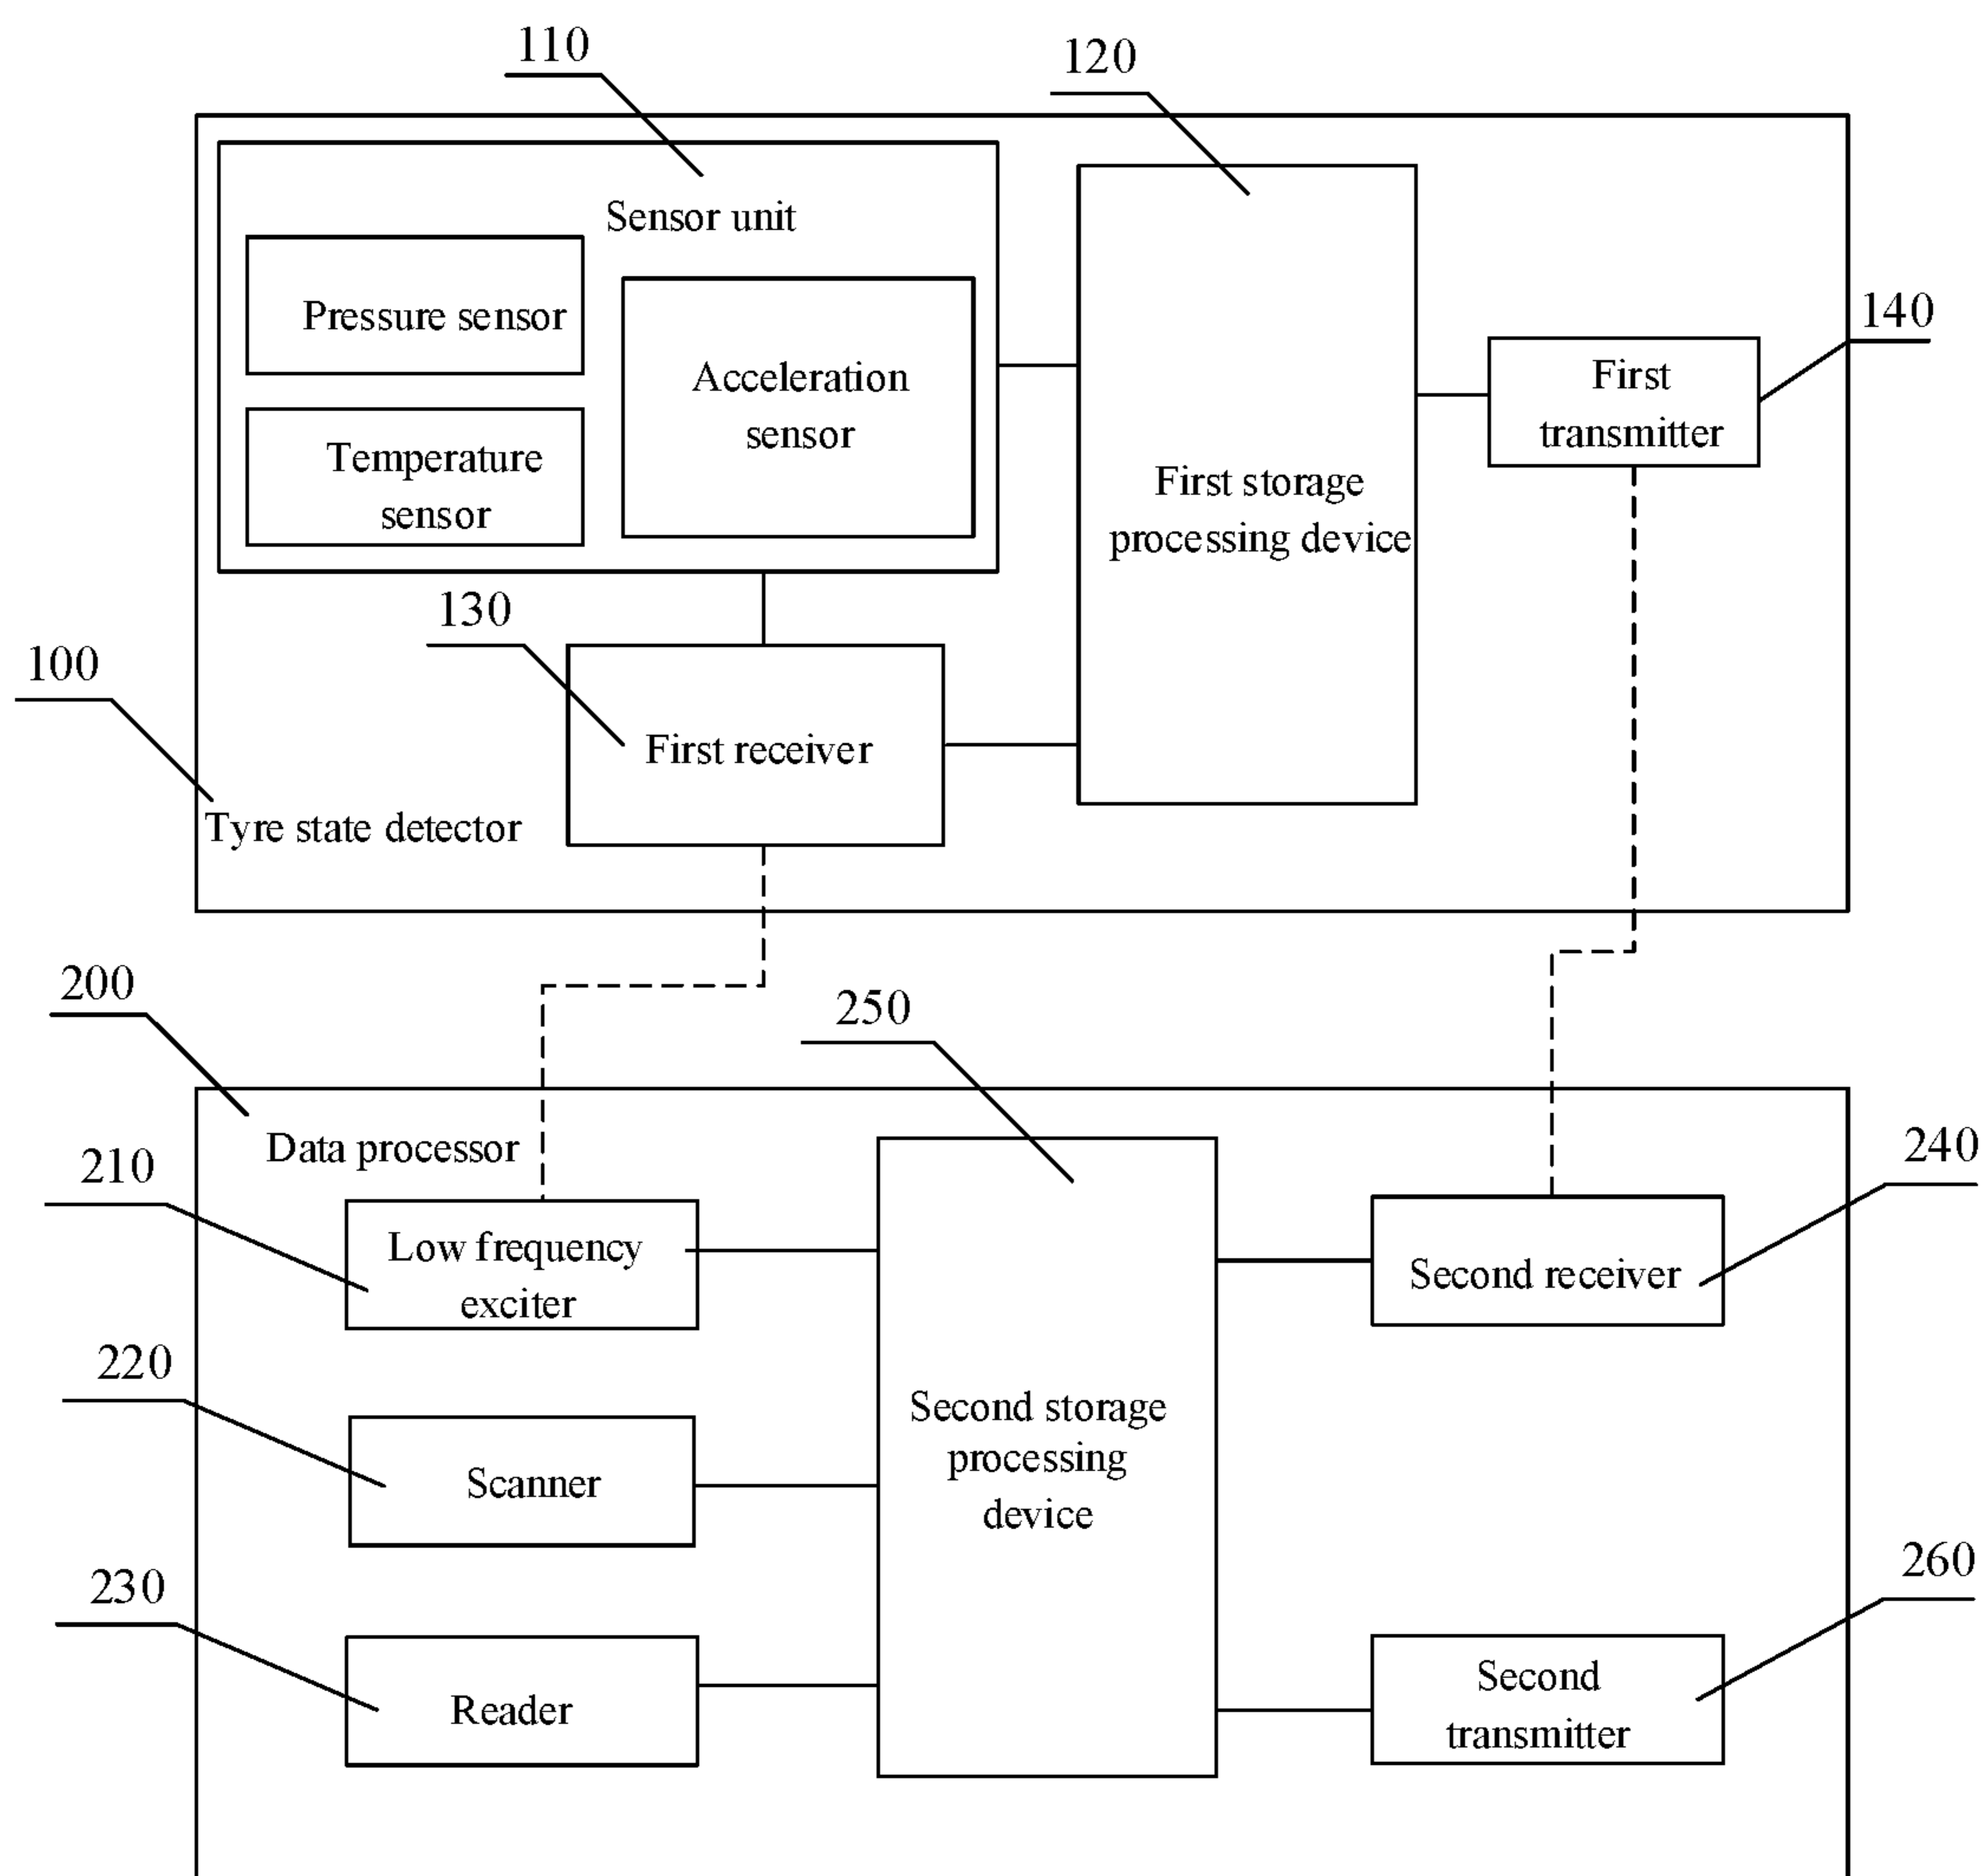 110
120
Sensor unit
Pressure sensor
Acceleration
sensor
Temperature
sensor
First storage
processing device
140
First
transmitter
130
First receiver
100
Tyre state detector
200
Data processor
250
240
210
Low frequency
exciter
Second receiver
220
Scanner
Second storage
processing
device
230
Reader
260
Second
transmitter